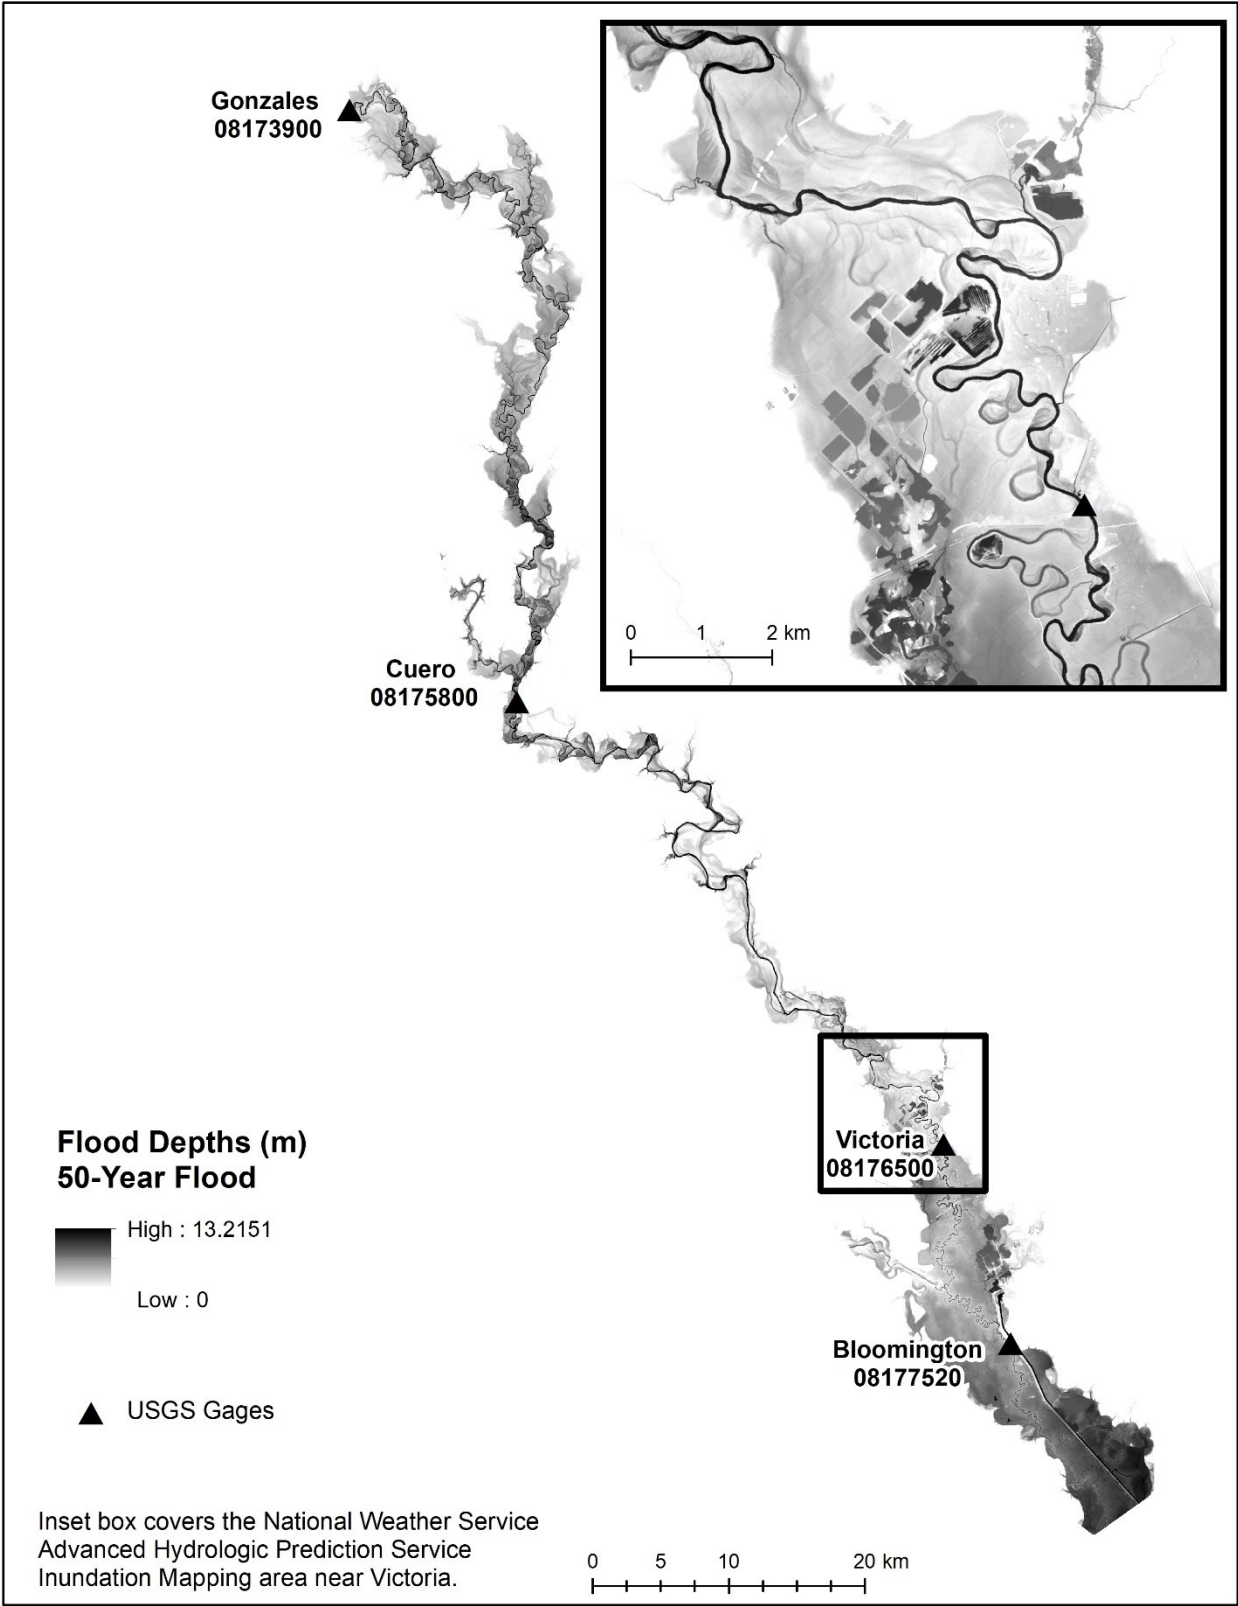 Gonzales
08173900
0 1 2 km
Cuero
08175800
Flood Depths (m)
50-Year Flood
High : 13.2151
Low : 0
Victoria
08176500
Bloomington
08177520
USGS Gages
Inset box covers the National Weather Service
Advanced Hydrologic Prediction Service
Inundation Mapping area near Victoria.
0 5 10 20 km